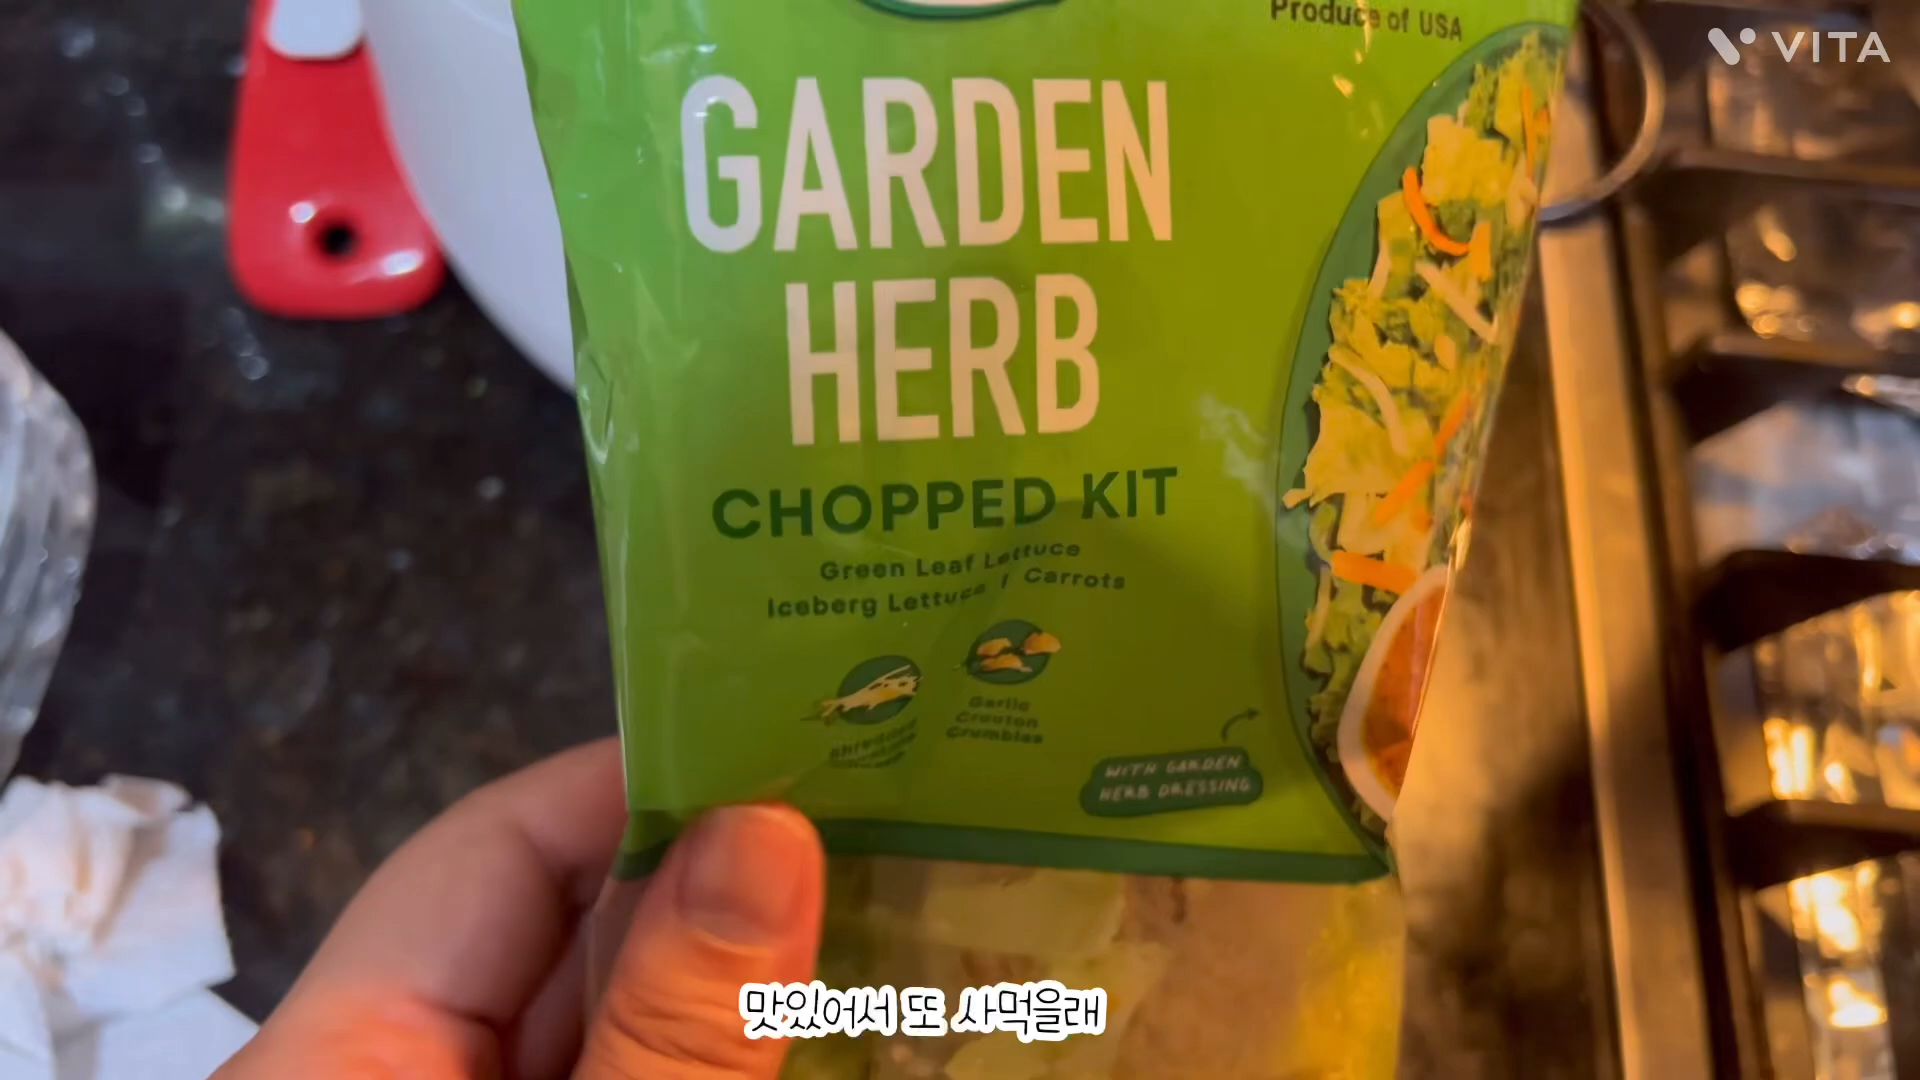 Produce of USA
VITA
GARDEN
HERB
CHOPPED KIT
Green Leaf Lettuce
Iceberg Lettuce / Carrots
Garlic
Crouton
Crumbles
WITH GARDEN
HERB DRESSING
맛있어서 또 사먹을래